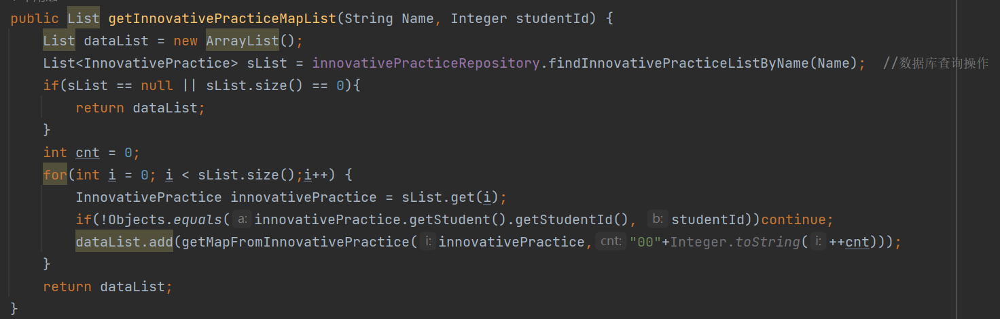 public List getInnovativePracticeMapList(String Name, Integer studentId) {
    List dataList = new ArrayList();
    List<InnovativePractice> sList = innovativePracticeRepository.findInnovativePracticeListByName(Name);  //数据库查询操作
    if(sList == null || sList.size() == 0){
        return dataList;
    }
    int cnt = 0;
    for(int i = 0; i < sList.size();i++) {
        InnovativePractice innovativePractice = sList.get(i);
        if(!Objects.equals( a: innovativePractice.getStudent().getStudentId(), b: studentId))continue;
        dataList.add(getMapFromInnovativePractice( i: innovativePractice, cnt: "00"+Integer.toString( i: ++cnt)));
    }
    return dataList;
}